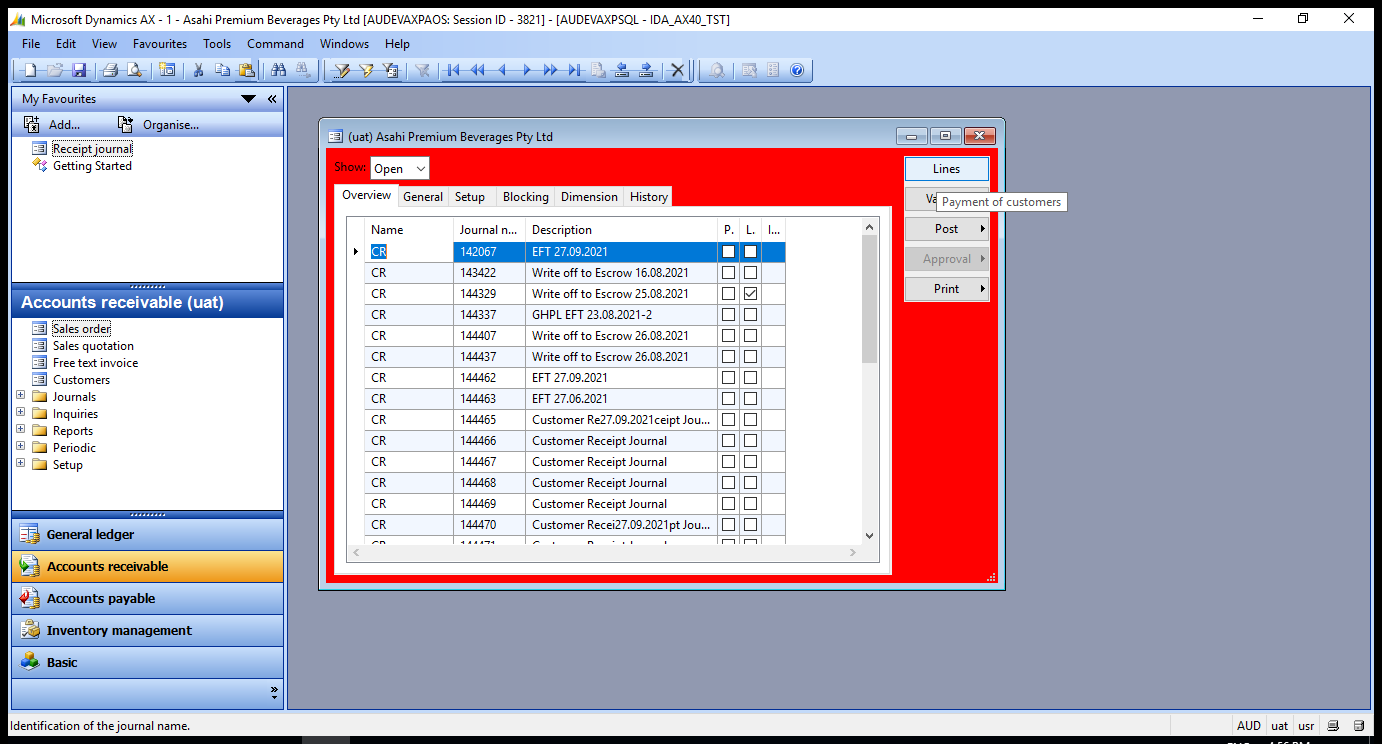 Microsoft Dynamics AX - 1 - Asahi Premium Beverages Pty Ltd [AUDEVAXPAOS: Session ID - 3821] - [AUDEVAXPSQL - IDA_AX40_TST]
File Edit View Favourites Tools Command Windows Help
My Favourites
Add... Organise...
Receipt journal
Getting Started
Accounts receivable (uat)
Sales order
Sales quotation
Free text invoice
Customers
Journals
Inquiries
Reports
Periodic
Setup
General ledger
Accounts receivable
Accounts payable
Inventory management
Basic
(uat) Asahi Premium Beverages Pty Ltd
Show: Open
Overview General Setup Blocking Dimension History
Name Journal n... Description P. L. I...
CR 142067 EFT 27.09.2021
CR 143422 Write off to Escrow 16.08.2021
CR 144329 Write off to Escrow 25.08.2021
CR 144337 GHPL EFT 23.08.2021-2
CR 144407 Write off to Escrow 26.08.2021
CR 144437 Write off to Escrow 26.08.2021
CR 144462 EFT 27.09.2021
CR 144463 EFT 27.06.2021
CR 144465 Customer Re27.09.2021ceipt Jou...
CR 144466 Customer Receipt Journal
CR 144467 Customer Receipt Journal
CR 144468 Customer Receipt Journal
CR 144469 Customer Receipt Journal
CR 144470 Customer Recei27.09.2021pt Jou...
CR 144471 Customer Receipt Journal
Lines
Va
Payment of customers
Post
Approval
Print
Identification of the journal name.
AUD uat usr